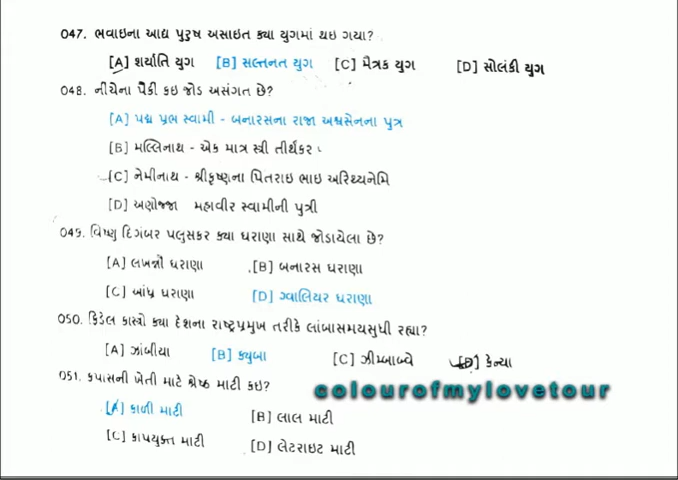 047. ભવાઇના આદ્ય પુરુષ અસાઇત ક્યા યુગમાં થઇ ગયા?
[A] શર્યાતિ યુગ [B] સલ્તનત યુગ [C] મૈત્રક યુગ [D] સોલંકી યુગ
048. નીચેના પૈકી કઇ જોડ અસંગત છે?
[A] પદ્મ પ્રભ સ્વામી - બનારસના રાજા અશ્વસેનના પુત્ર
[B] મલ્લિનાથ - એક માત્ર સ્ત્રી તીર્થંકર
[C] નેમીનાથ - શ્રીકૃષ્ણના પિતરાઇ ભાઇ અરિષ્ટનેમિ
[D] અણોજ્જા મહાવીર સ્વામીની પુત્રી
049. વિષ્ણુ દિગંબર પલુસકર ક્યા ઘરાણા સાથે જોડાયેલા છે?
[A] લખન્નૌ ઘરાણા [B] બનારસ ઘરાણા
[C] બાંધ્ર ઘરાણા [D] ગ્વાલિયર ઘરાણા
050. ફિડેલ કાસ્ત્રો ક્યા દેશના રાષ્ટ્રપ્રમુખ તરીકે લાંબાસમયસુધી રહ્યા?
[A] ઝાંબીયા [B] ક્યુબા [C] ઝીમ્બાબ્વે [D] કેન્યા
051. કપાસની ખેતી માટે શ્રેષ્ઠ માટી કઇ?
colourofmylovetour
[A] કાળી માટી [B] લાલ માટી
[C] કાપયુક્ત માટી [D] લેટરાઇટ માટી